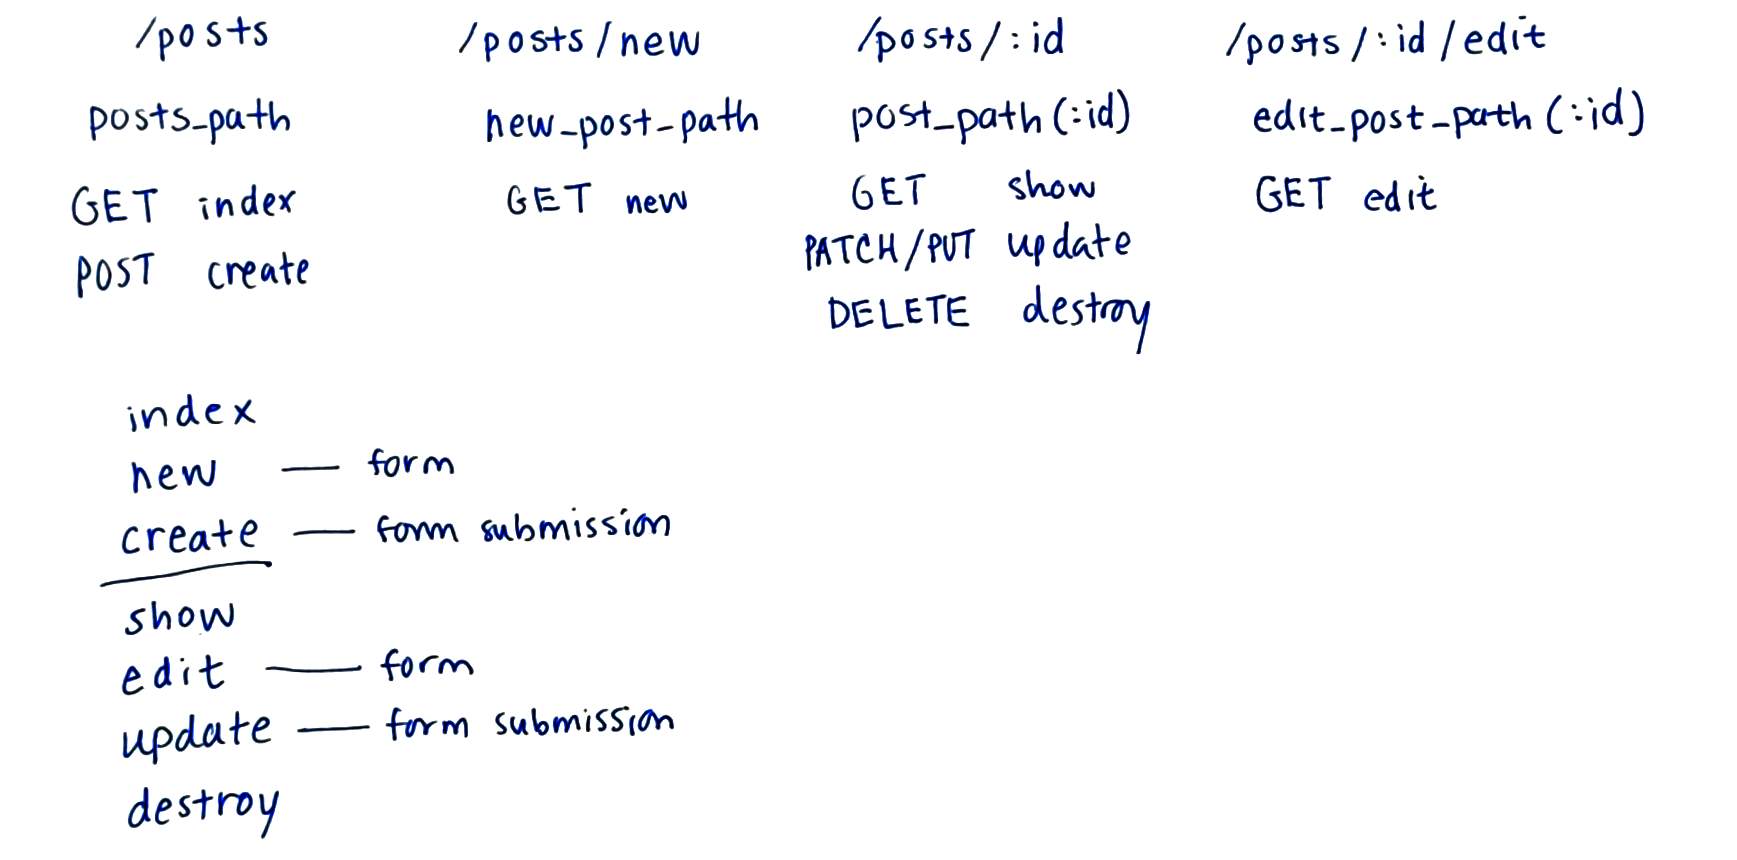 /posts /posts/new /posts/:id /posts/:id/edit
posts_path new_post_path post_path(:id) edit_post_path(:id)
GET index GET new GET show GET edit
POST create PATCH/PUT update
DELETE destroy
index
new — form
create — form submission
show
edit — form
update — form submission
destroy